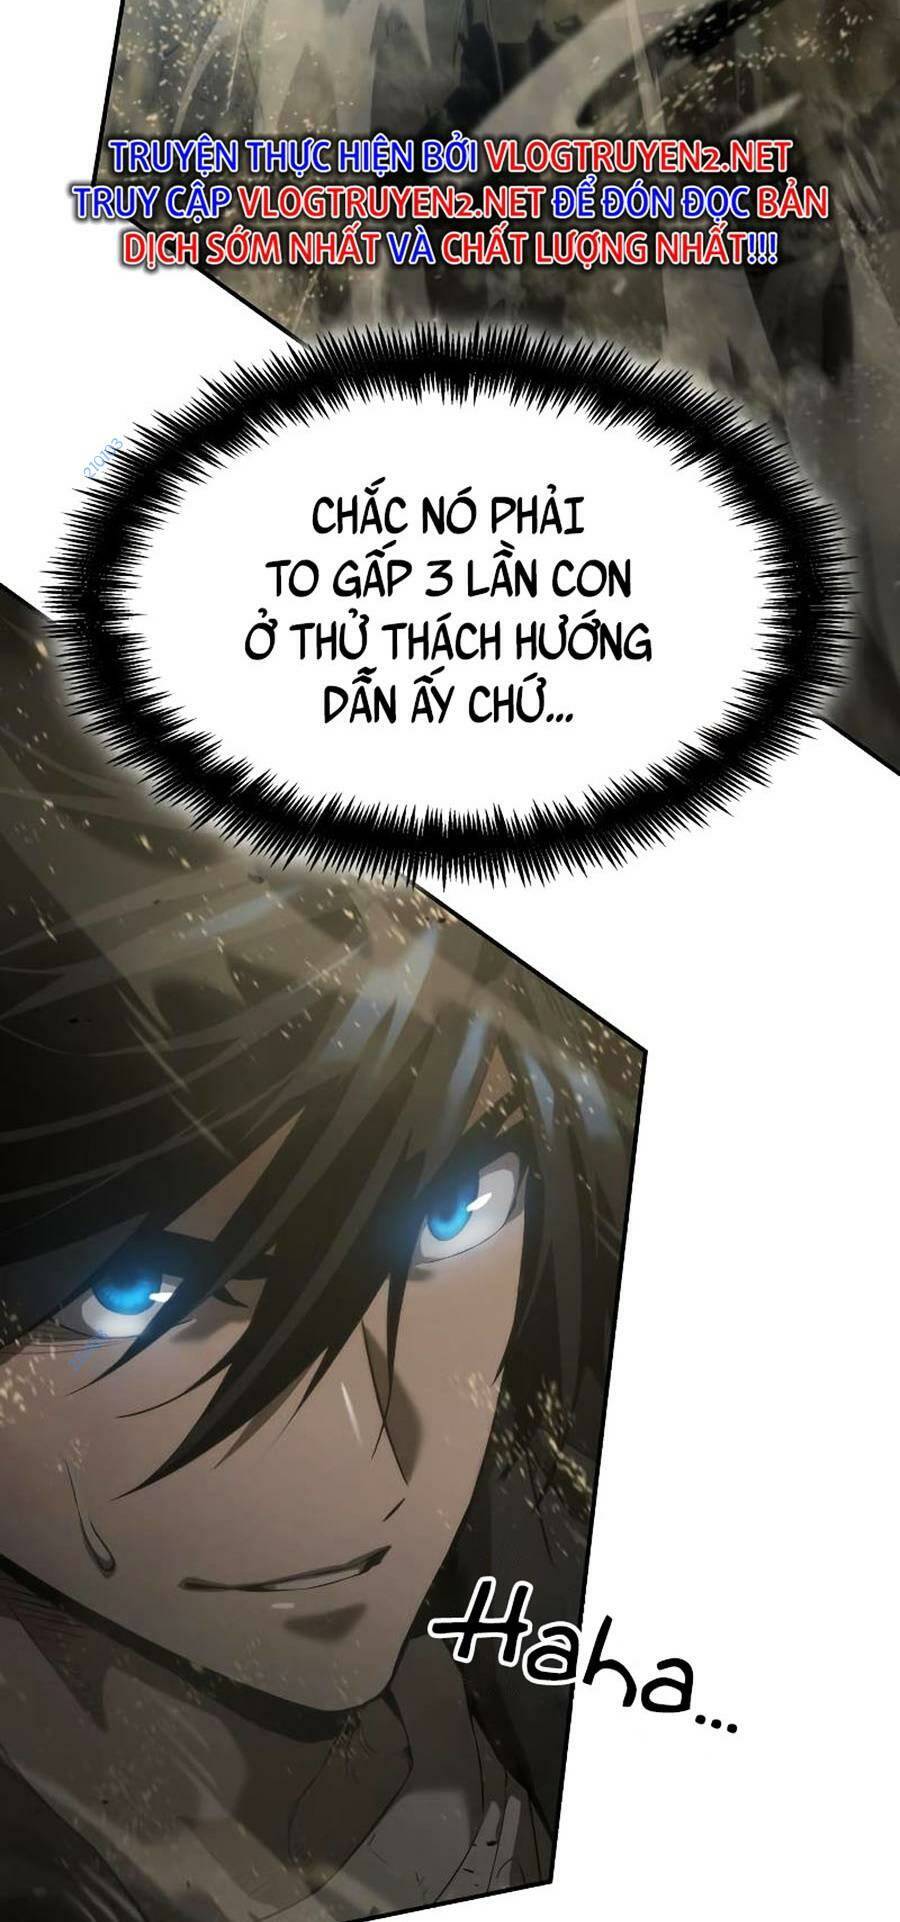 TRUYỆN THỰC HIỆN BỞI VLOGTRUYEN2.NET
TRUY CẬP VLOGTRUYEN2.NET ĐỂ ĐÓN ĐỌC BẢN
DỊCH SỚM NHẤT VÀ CHẤT LƯỢNG NHẤT!!!
210103
CHẮC NÓ PHẢI
TO GẤP 3 LẦN CON
Ở THỬ THÁCH HƯỚNG
DẪN ẤY CHỨ...
Haha...